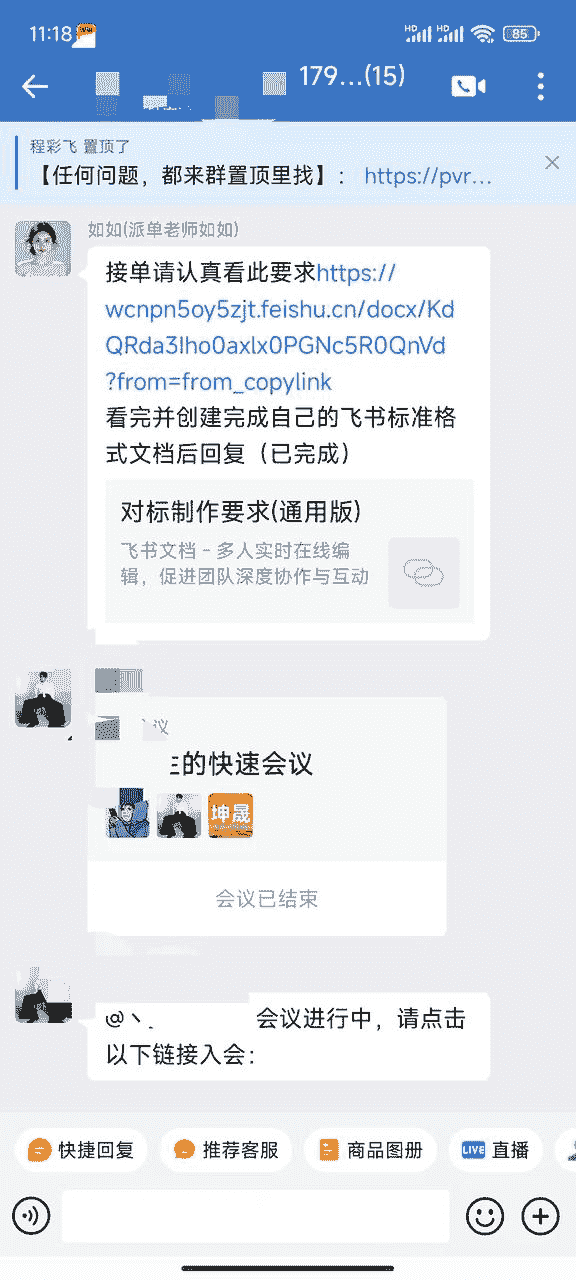 11:18
HD HD 85
179...(15)
程彩飞 置顶了
【任何问题，都来群置顶里找】： https://pvr...
如如(派单老师如如)
接单请认真看此要求https://
wcnpn5oy5zjt.feishu.cn/docx/Kd
QRda3Iho0axlx0PGNc5R0QnVd
?from=from_copylink
看完并创建完成自己的飞书标准格
式文档后回复（已完成）
对标制作要求(通用版)
飞书文档 - 多人实时在线编
辑，促进团队深度协作与互动
议
的快速会议
坤晟
会议已结束
@丶 会议进行中，请点击
以下链接入会：
快捷回复 推荐客服 商品图册 LIVE 直播